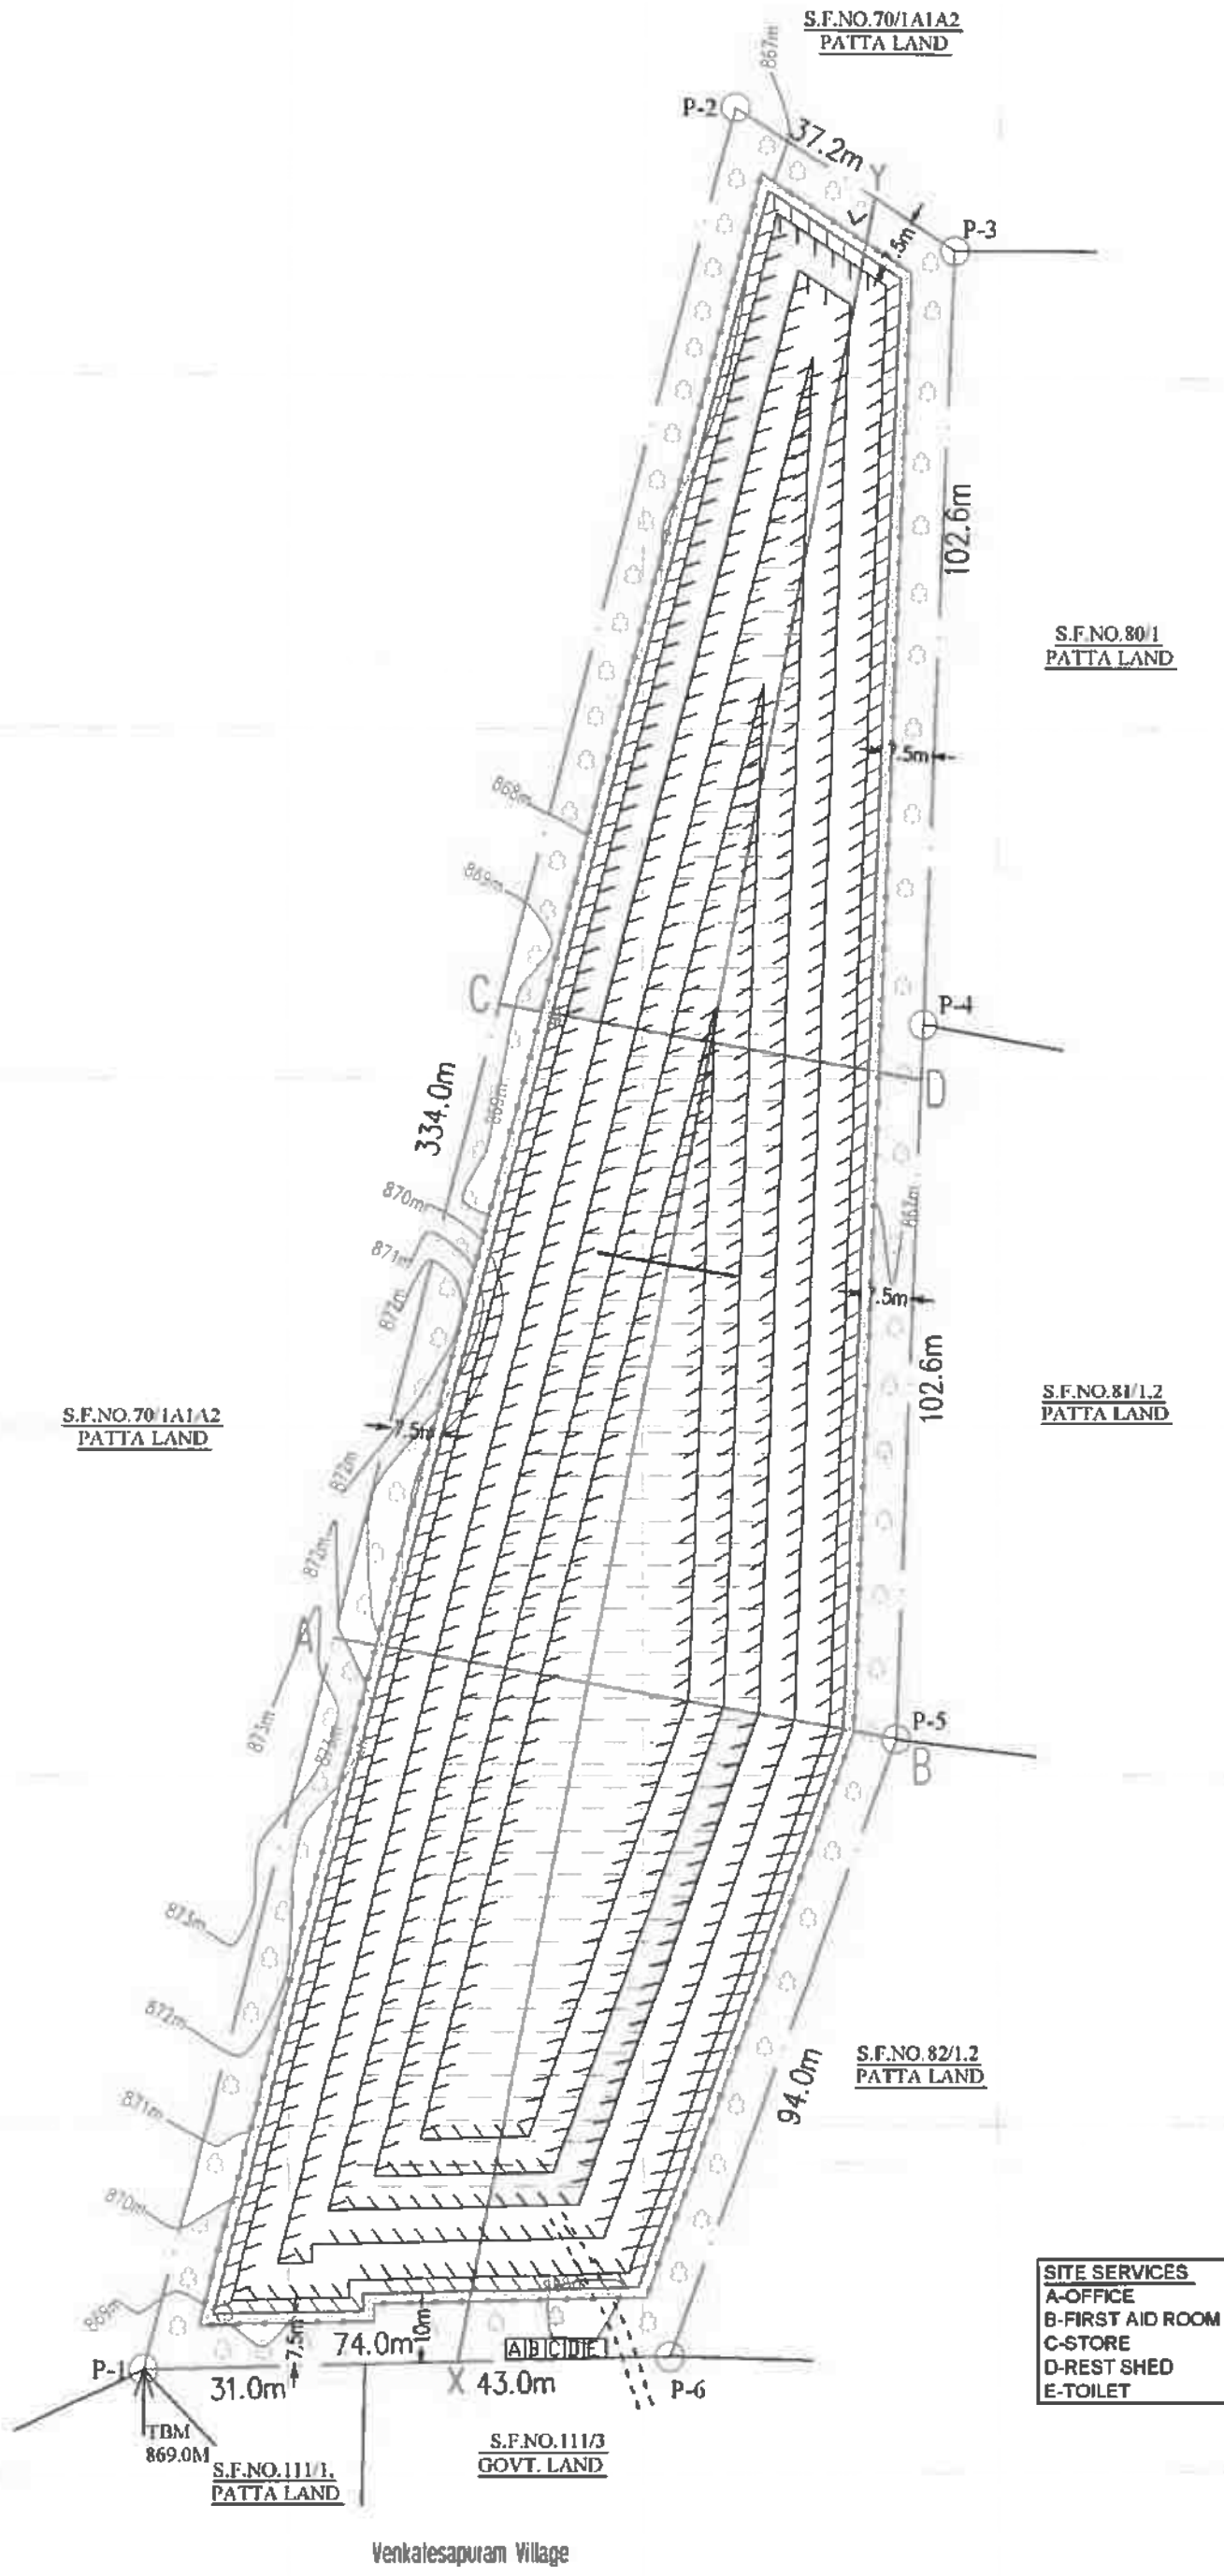 S.F.NO.70/1A1A2
PATTA LAND
867m
P-2
37.2m
Y
P-3
7.5m
102.6m
S.F.NO.80/1
PATTA LAND
7.5m
868m
869m
C
P-4
D
334.0m
869m
870m
871m
872m
867m
7.5m
102.6m
S.F.NO.81/1,2
PATTA LAND
S.F.NO.70/1A1A2
PATTA LAND
7.5m
872m
872m
A
P-5
B
873m
873m
873m
872m
S.F.NO.82/1,2
PATTA LAND
94.0m
871m
870m
869m
7.5m
74.0m
10m
A B C D E
P-1
31.0m
X
43.0m
P-6
TBM
869.0M
S.F.NO.111/1,
PATTA LAND
S.F.NO.111/3
GOVT. LAND
SITE SERVICES
A-OFFICE
B-FIRST AID ROOM
C-STORE
D-REST SHED
E-TOILET
Venkatesapuram Village